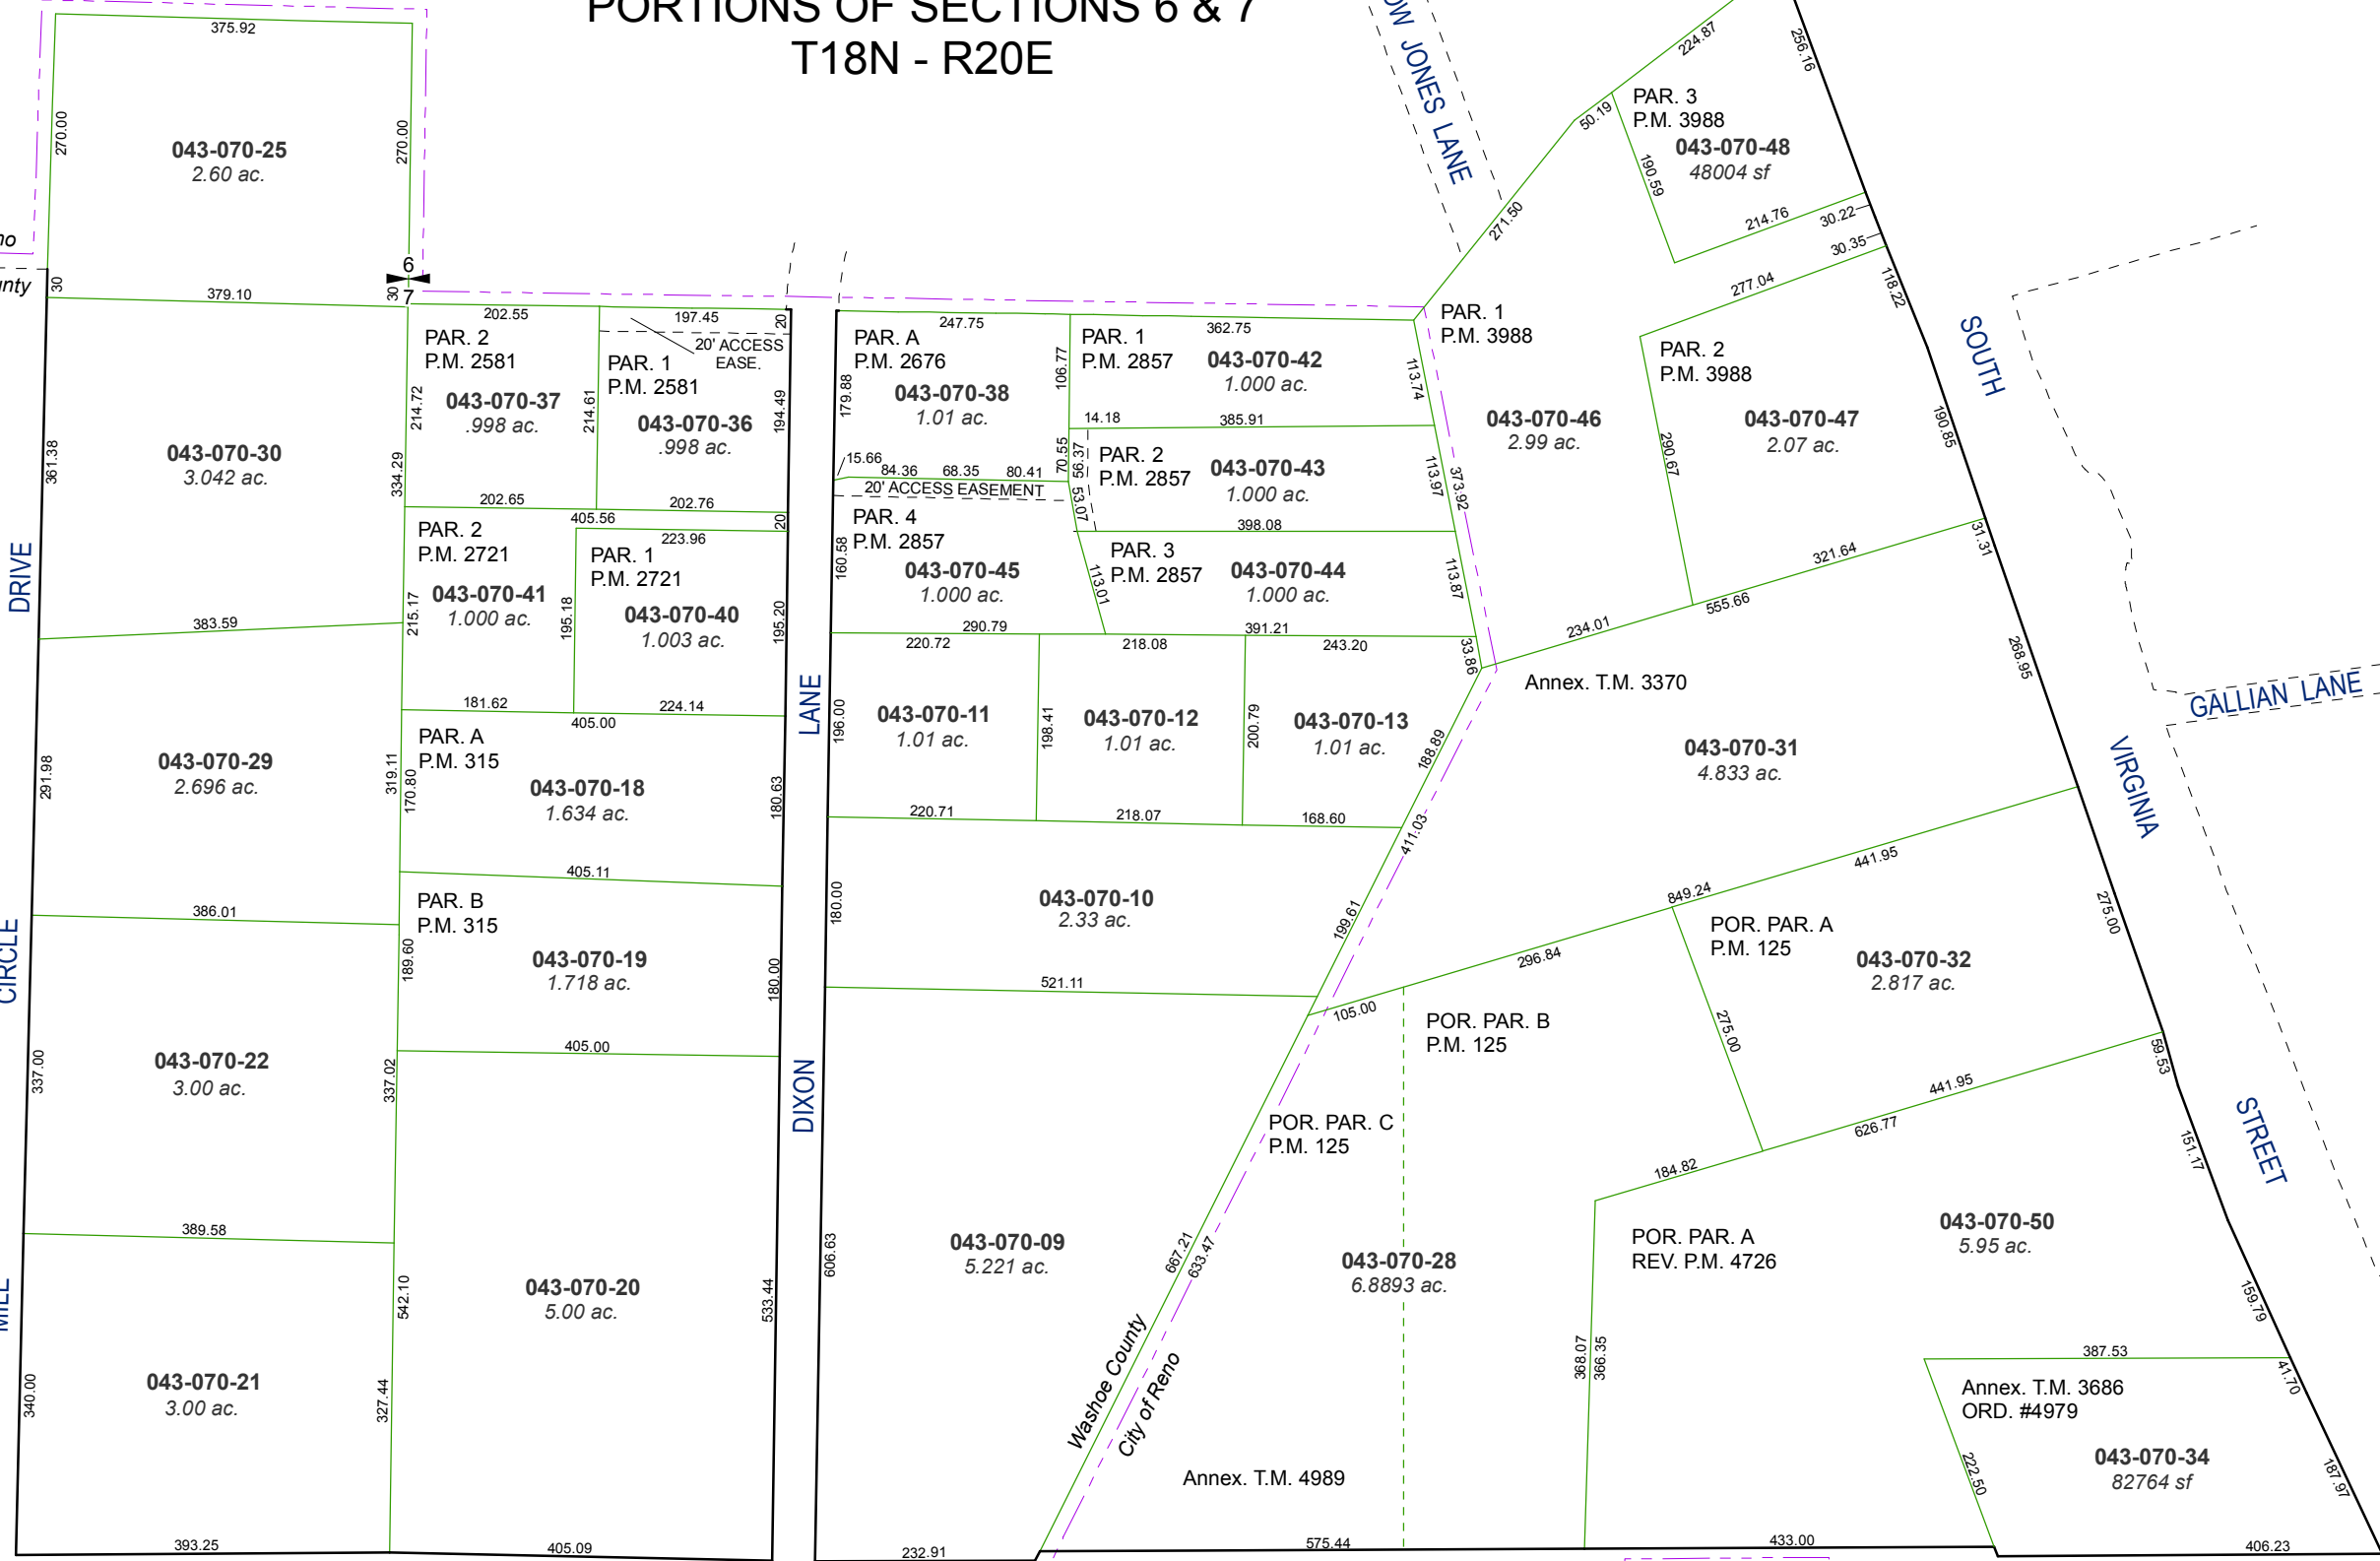 PORTIONS OF SECTIONS 6 & 7
T18N - R20E
375.92
270.00
270.00
043-070-25
2.60 ac.
no
unty
30
30
6
7
379.10
OW JONES LANE
224.87
256.16
50.19
PAR. 3
P.M. 3988
043-070-48
48004 sf
190.59
214.76
30.22
30.35
271.50
277.04
118.22
SOUTH
202.55
197.45
20
20' ACCESS
EASE.
PAR. 2
P.M. 2581
043-070-37
.998 ac.
214.72
214.61
PAR. 1
P.M. 2581
043-070-36
.998 ac.
194.49
334.29
202.65
202.76
405.56
20
361.38
043-070-30
3.042 ac.
DRIVE
383.59
247.75
PAR. A
P.M. 2676
043-070-38
1.01 ac.
179.88
106.77
15.66
84.36
68.35
80.41
70.55
56.37
53.07
20' ACCESS EASEMENT
362.75
PAR. 1
P.M. 2857
043-070-42
1.000 ac.
113.74
14.18
385.91
PAR. 2
P.M. 2857
043-070-43
1.000 ac.
113.97
373.92
398.08
PAR. 1
P.M. 3988
043-070-46
2.99 ac.
PAR. 2
P.M. 3988
043-070-47
2.07 ac.
290.67
190.85
31.31
321.64
555.66
234.01
PAR. 2
P.M. 2721
043-070-41
1.000 ac.
215.17
195.18
223.96
PAR. 1
P.M. 2721
043-070-40
1.003 ac.
195.20
181.62
224.14
405.00
PAR. 4
P.M. 2857
043-070-45
1.000 ac.
160.58
113.01
PAR. 3
P.M. 2857
043-070-44
1.000 ac.
113.87
290.79
391.21
33.86
220.72
218.08
243.20
LANE
196.00
043-070-11
1.01 ac.
198.41
043-070-12
1.01 ac.
200.79
043-070-13
1.01 ac.
188.89
220.71
218.07
168.60
411.03
Annex. T.M. 3370
043-070-31
4.833 ac.
268.95
GALLIAN LANE
VIRGINIA
291.98
043-070-29
2.696 ac.
319.11
170.80
PAR. A
P.M. 315
043-070-18
1.634 ac.
180.63
386.01
405.11
CIRCLE
PAR. B
P.M. 315
043-070-19
1.718 ac.
189.60
180.00
405.00
180.00
043-070-10
2.33 ac.
199.61
521.11
441.95
849.24
296.84
105.00
POR. PAR. A
P.M. 125
043-070-32
2.817 ac.
275.00
275.00
59.53
441.95
626.77
184.82
POR. PAR. B
P.M. 125
POR. PAR. C
P.M. 125
337.00
043-070-22
3.00 ac.
337.02
DIXON
389.58
151.17
STREET
043-070-20
5.00 ac.
542.10
533.44
606.63
043-070-09
5.221 ac.
667.21
633.47
043-070-28
6.8893 ac.
POR. PAR. A
REV. P.M. 4726
043-070-50
5.95 ac.
159.79
368.07
366.35
MILL
340.00
043-070-21
3.00 ac.
327.44
Washoe County
City of Reno
387.53
41.70
Annex. T.M. 3686
ORD. #4979
043-070-34
82764 sf
222.50
187.97
Annex. T.M. 4989
393.25
405.09
232.91
575.44
433.00
406.23